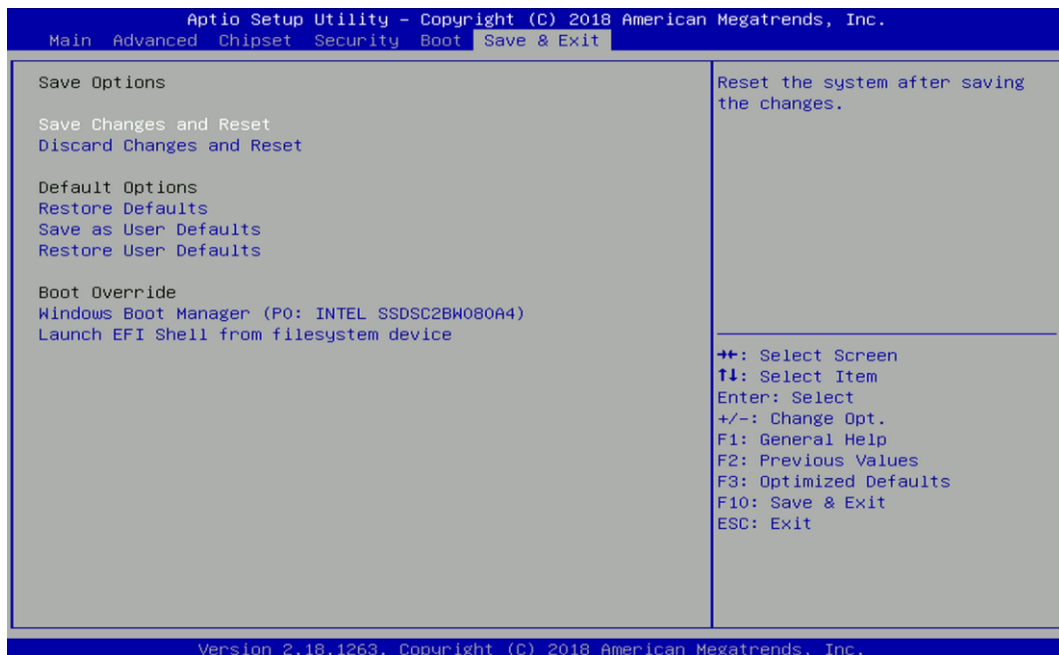 Aptio Setup Utility – Copyright (C) 2018 American Megatrends, Inc.
Main Advanced Chipset Security Boot Save & Exit
Save Options
Save Changes and Reset
Discard Changes and Reset
Default Options
Restore Defaults
Save as User Defaults
Restore User Defaults
Boot Override
Windows Boot Manager (P0: INTEL SSDSC2BW080A4)
Launch EFI Shell from filesystem device
Reset the system after saving
the changes.
→←: Select Screen
↑↓: Select Item
Enter: Select
+/-: Change Opt.
F1: General Help
F2: Previous Values
F3: Optimized Defaults
F10: Save & Exit
ESC: Exit
Version 2.18.1263. Copyright (C) 2018 American Megatrends, Inc.